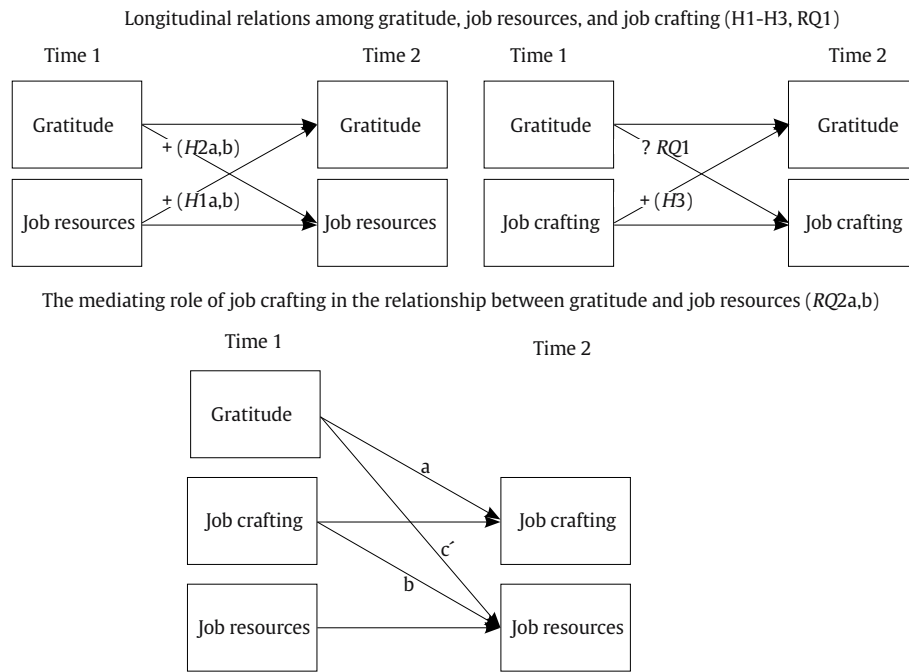 Longitudinal relations among gratitude, job resources, and job crafting (H1-H3, RQ1)
Time 1
Time 2
Time 1
Time 2
Gratitude
Gratitude
Gratitude
Gratitude
+ (H2a,b)
? RQ1
+ (H1a,b)
+ (H3)
Job resources
Job resources
Job crafting
Job crafting
The mediating role of job crafting in the relationship between gratitude and job resources (RQ2a,b)
Time 1
Time 2
Gratitude
a
Job crafting
Job crafting
c´
b
Job resources
Job resources